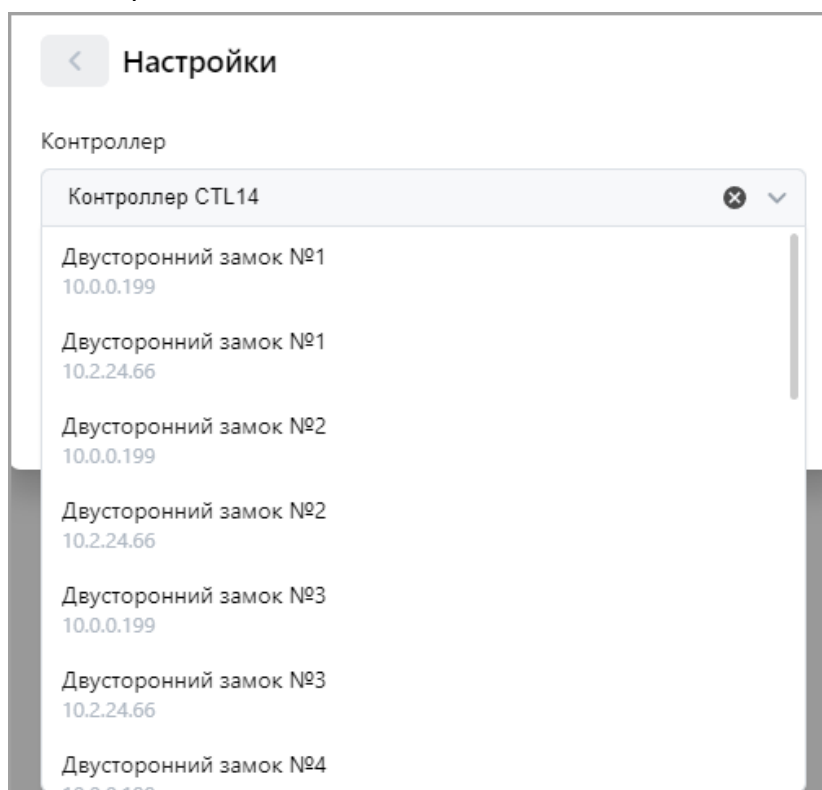 Настройки
Контроллер
Контроллер CTL14
Двусторонний замок №1
10.0.0.199
Двусторонний замок №1
10.2.24.66
Двусторонний замок №2
10.0.0.199
Двусторонний замок №2
10.2.24.66
Двусторонний замок №3
10.0.0.199
Двусторонний замок №3
10.2.24.66
Двусторонний замок №4